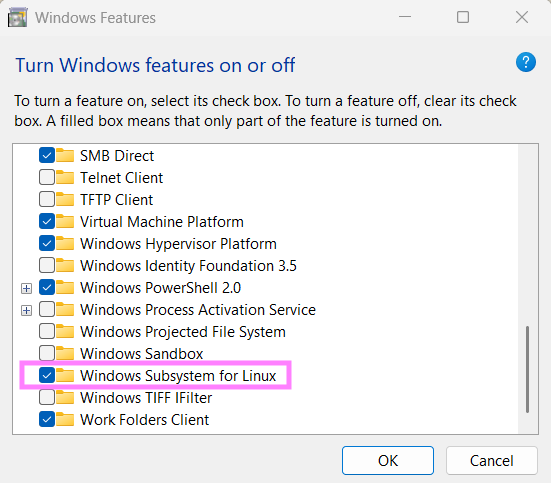 Windows Features
Turn Windows features on or off
?
To turn a feature on, select its check box. To turn a feature off, clear its check
box. A filled box means that only part of the feature is turned on.
SMB Direct
Telnet Client
TFTP Client
Virtual Machine Platform
Windows Hypervisor Platform
Windows Identity Foundation 3.5
Windows PowerShell 2.0
Windows Process Activation Service
Windows Projected File System
Windows Sandbox
Windows Subsystem for Linux
Windows TIFF IFilter
Work Folders Client
OK
Cancel